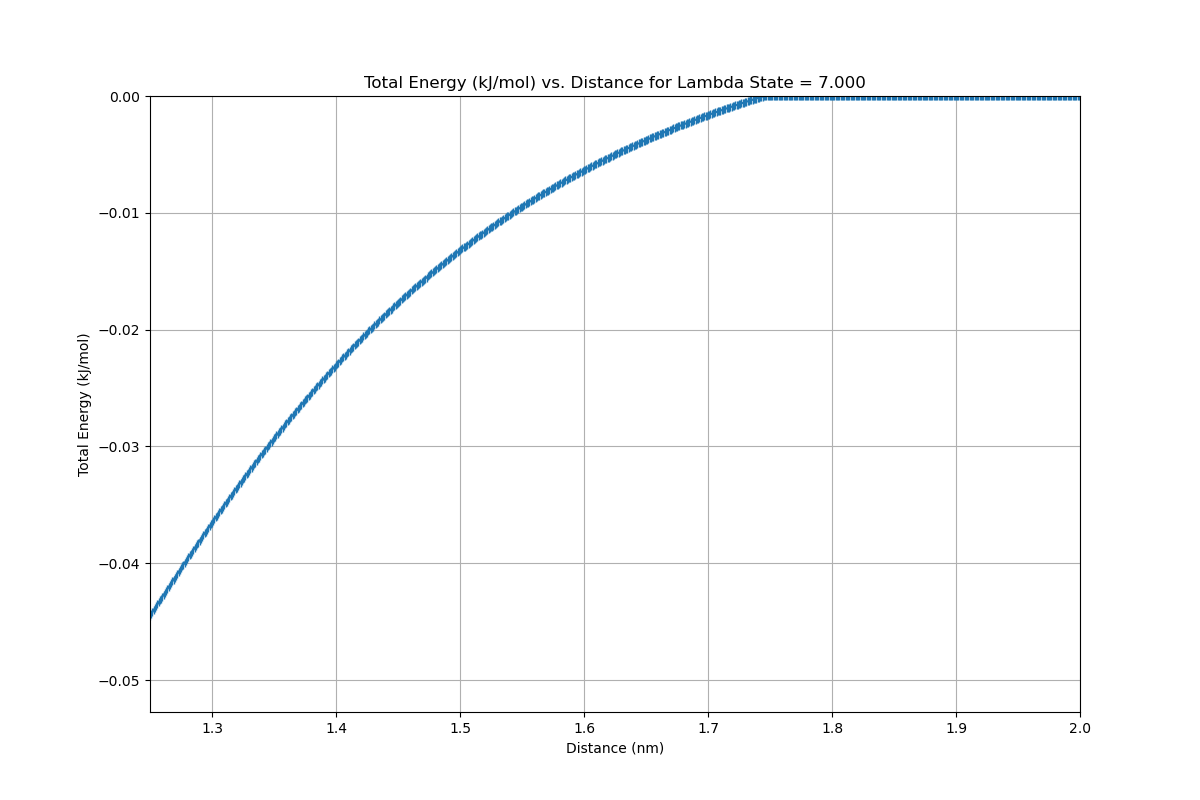 Total Energy (kJ/mol) vs. Distance for Lambda State = 7.000
0.00
−0.01
−0.02
−0.03
−0.04
−0.05
Total Energy (kJ/mol)
1.3 1.4 1.5 1.6 1.7 1.8 1.9 2.0
Distance (nm)